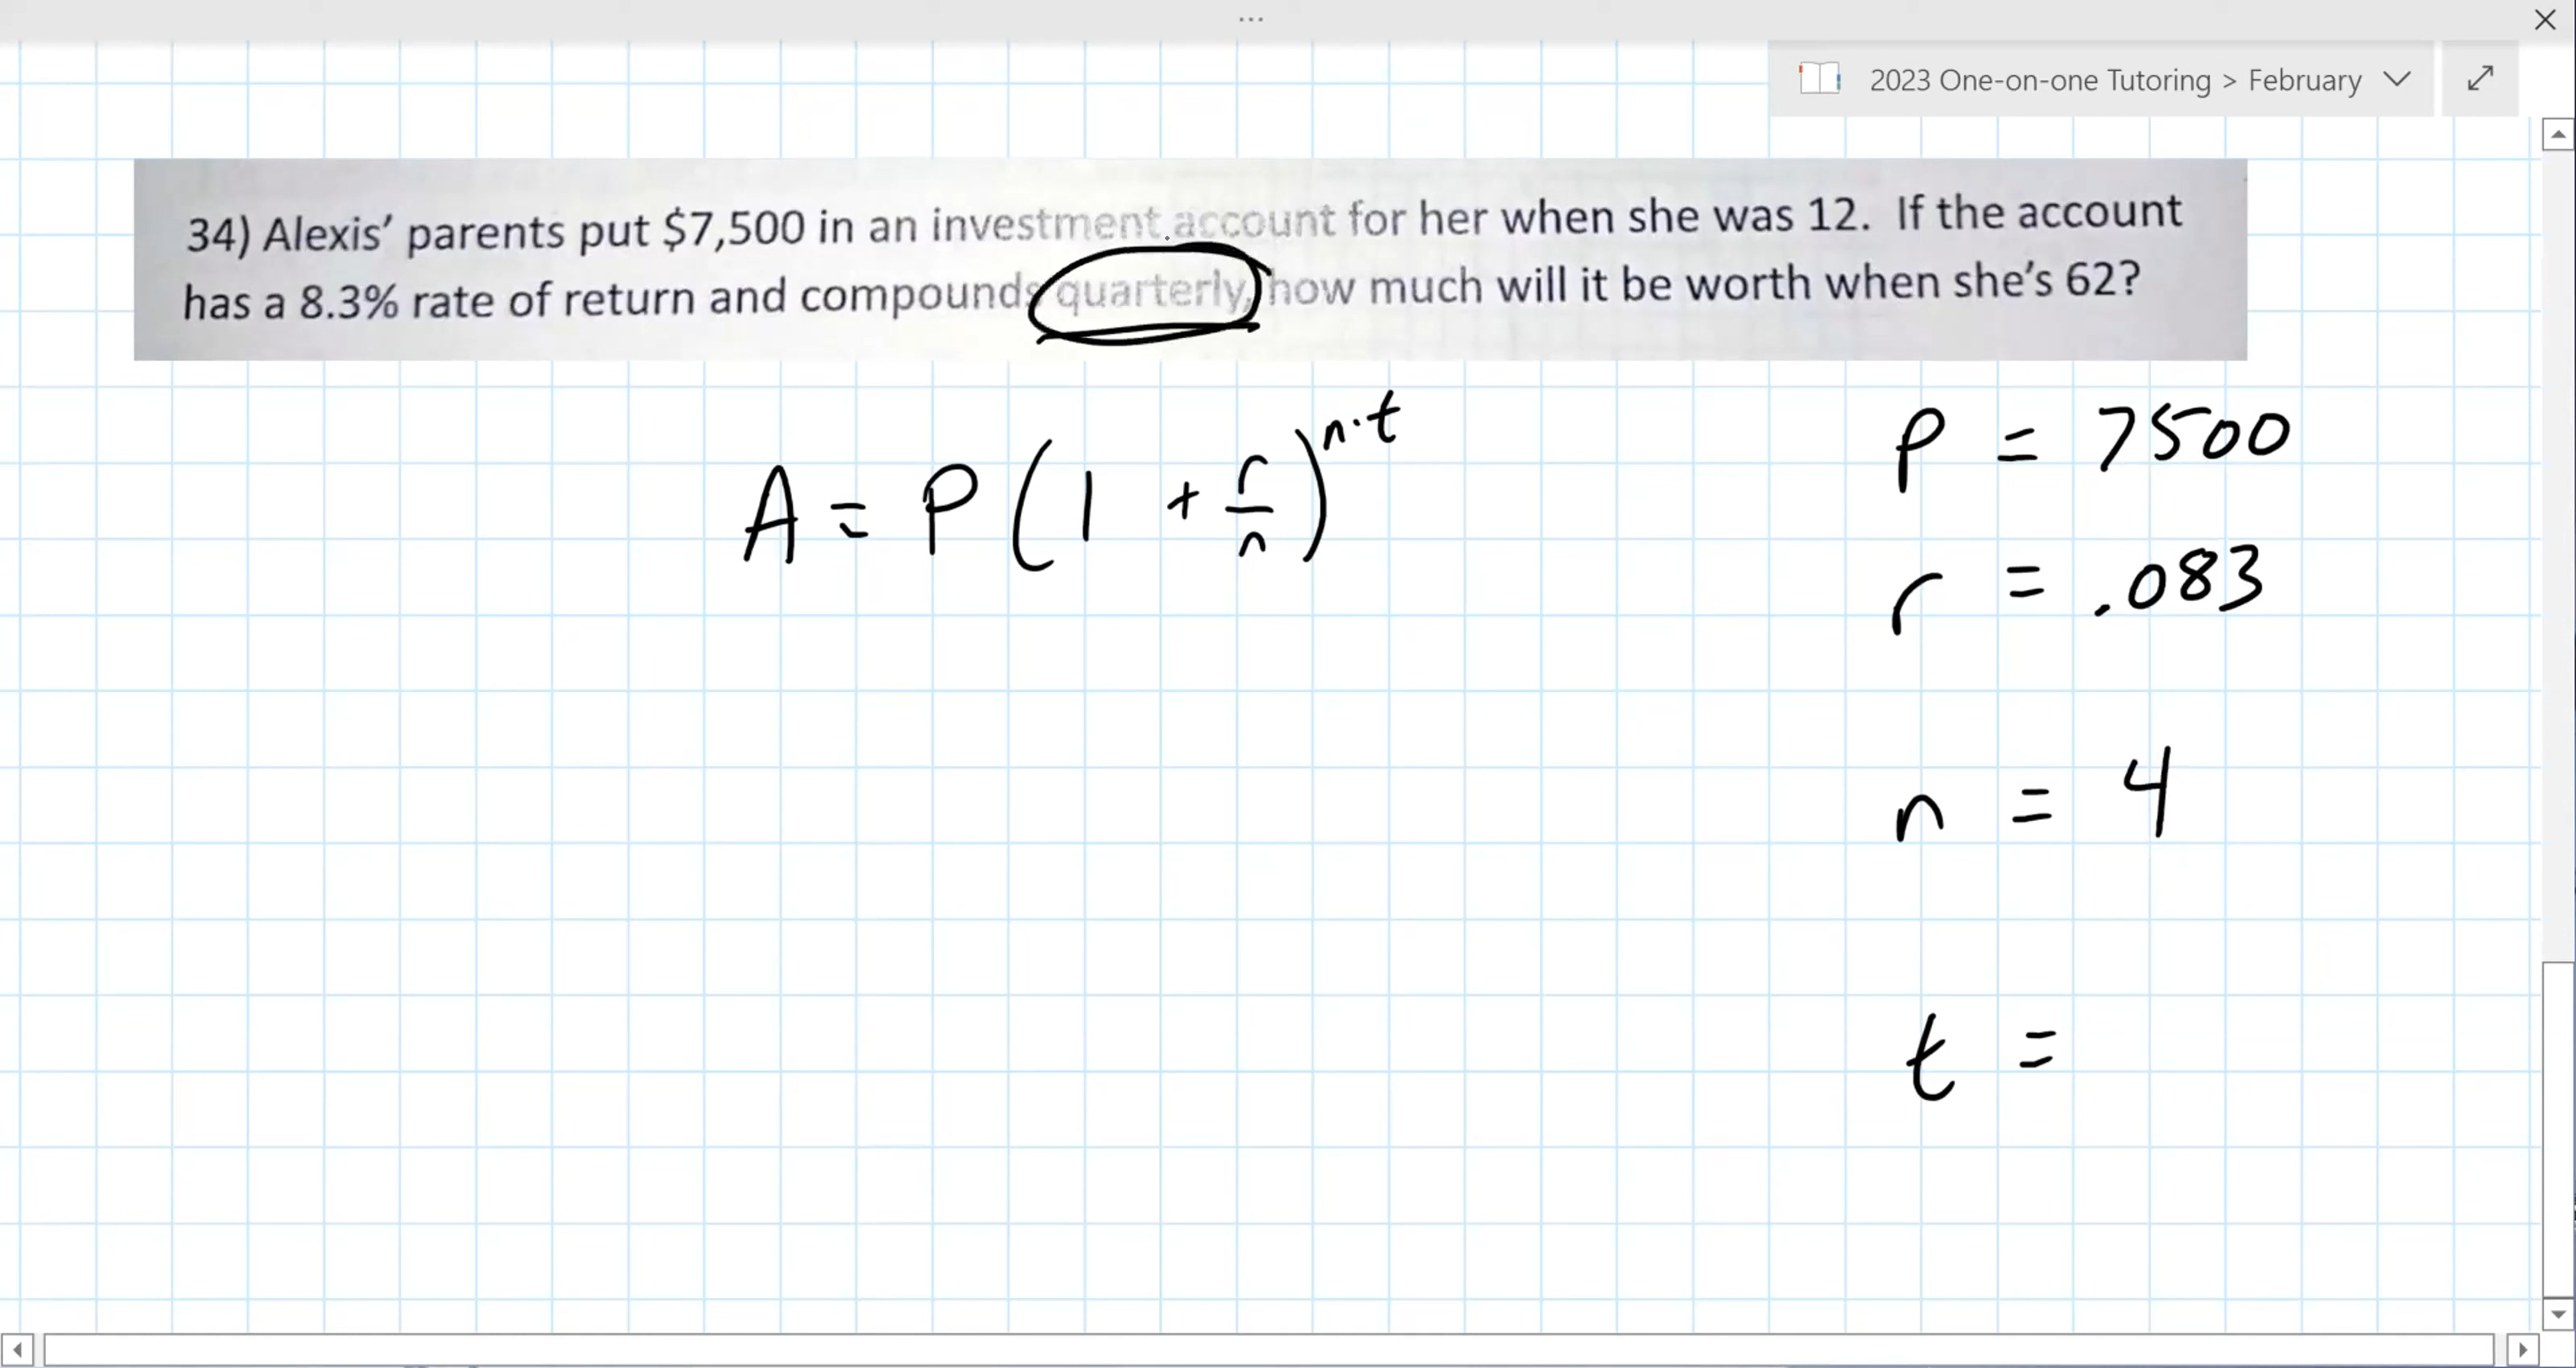 ...
2023 One-on-one Tutoring > February
34) Alexis' parents put $7,500 in an investment account for her when she was 12. If the account
has a 8.3% rate of return and compounds quarterly, how much will it be worth when she's 62?
A = P(1 + r/n)^n·t
P = 7500
r = .083
n = 4
t =